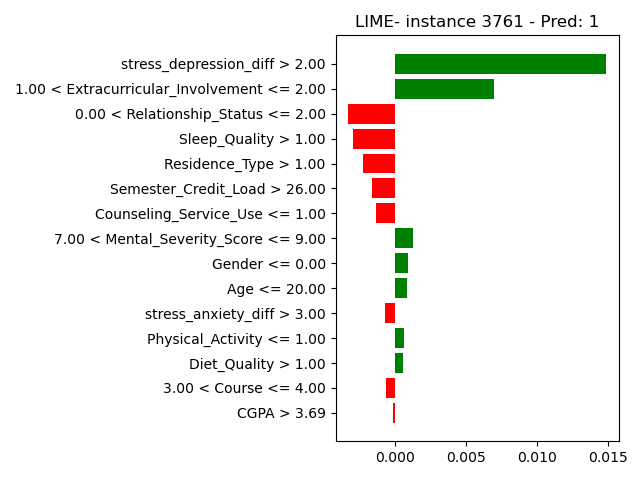 LIME- instance 3761 - Pred: 1
stress_depression_diff > 2.00
1.00 < Extracurricular_Involvement <= 2.00
0.00 < Relationship_Status <= 2.00
Sleep_Quality > 1.00
Residence_Type > 1.00
Semester_Credit_Load > 26.00
Counseling_Service_Use <= 1.00
7.00 < Mental_Severity_Score <= 9.00
Gender <= 0.00
Age <= 20.00
stress_anxiety_diff > 3.00
Physical_Activity <= 1.00
Diet_Quality > 1.00
3.00 < Course <= 4.00
CGPA > 3.69
0.000 0.005 0.010 0.015